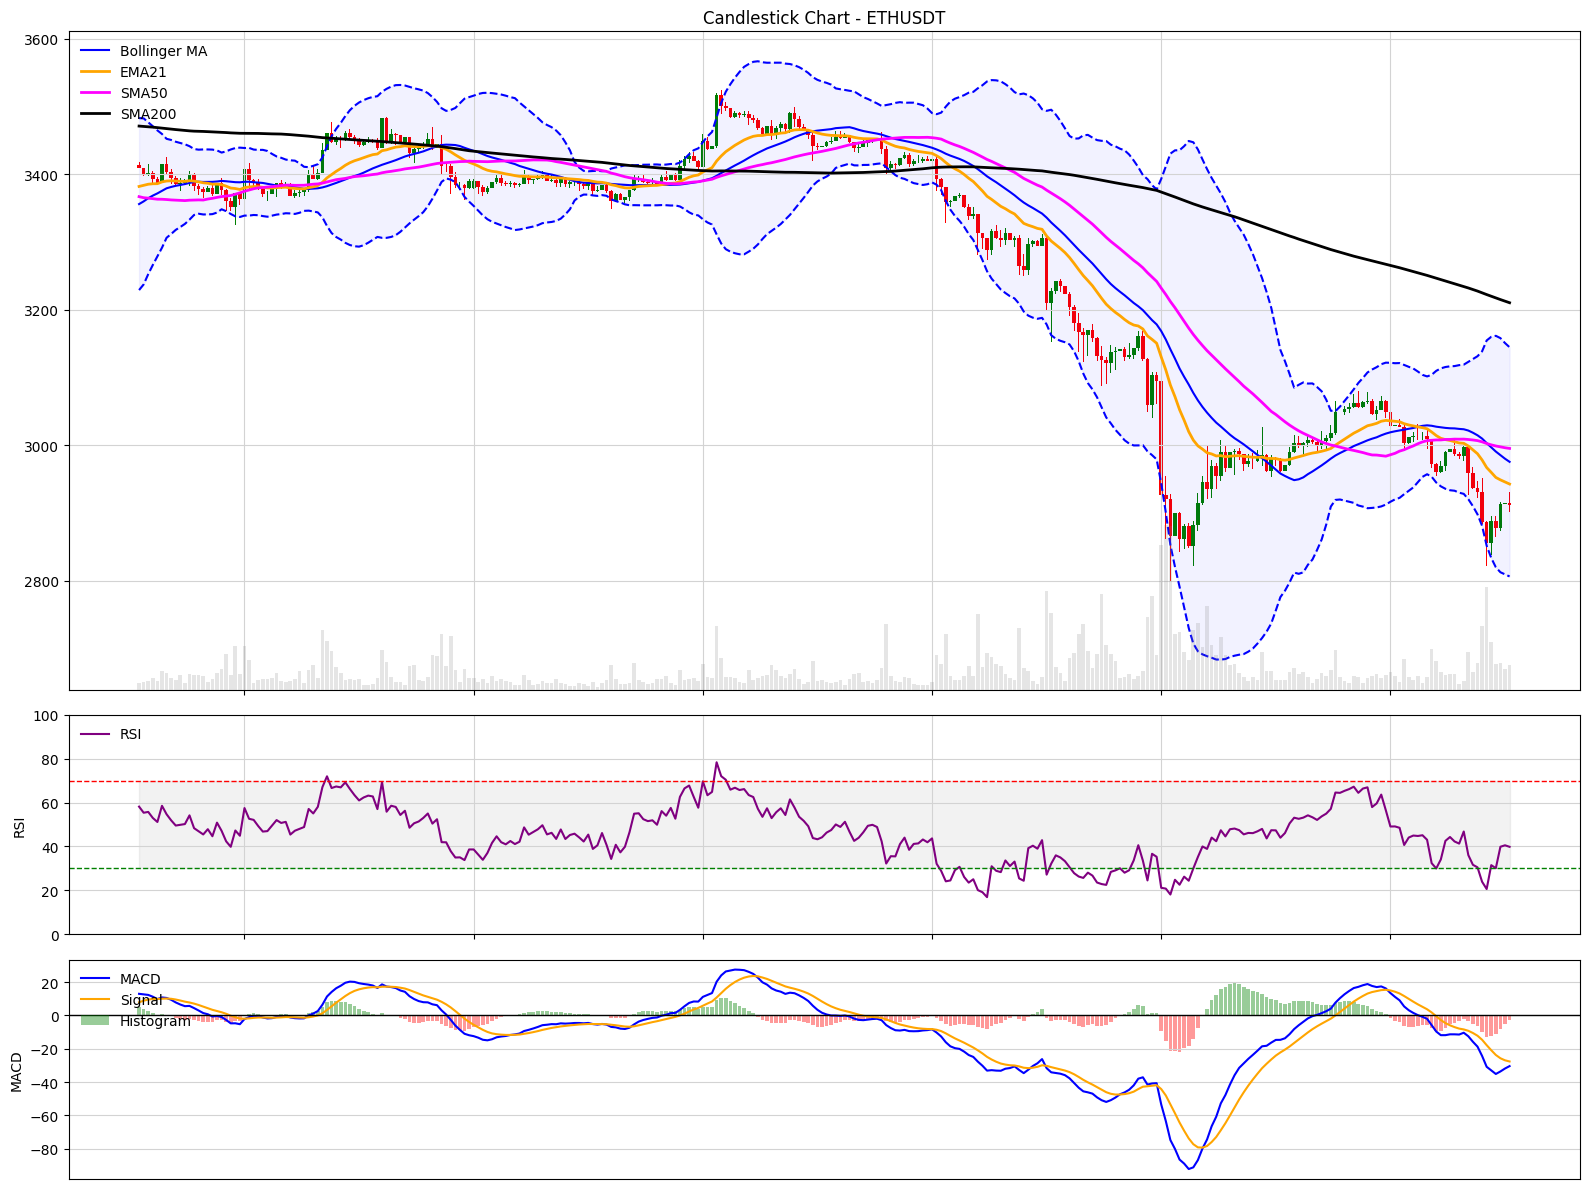 Candlestick Chart - ETHUSDT
3600
3400
3200
3000
2800
Bollinger MA
EMA21
SMA50
SMA200
100
80
60
40
20
0
RSI
RSI
20
0
−20
−40
−60
−80
MACD
MACD
Signal
Histogram